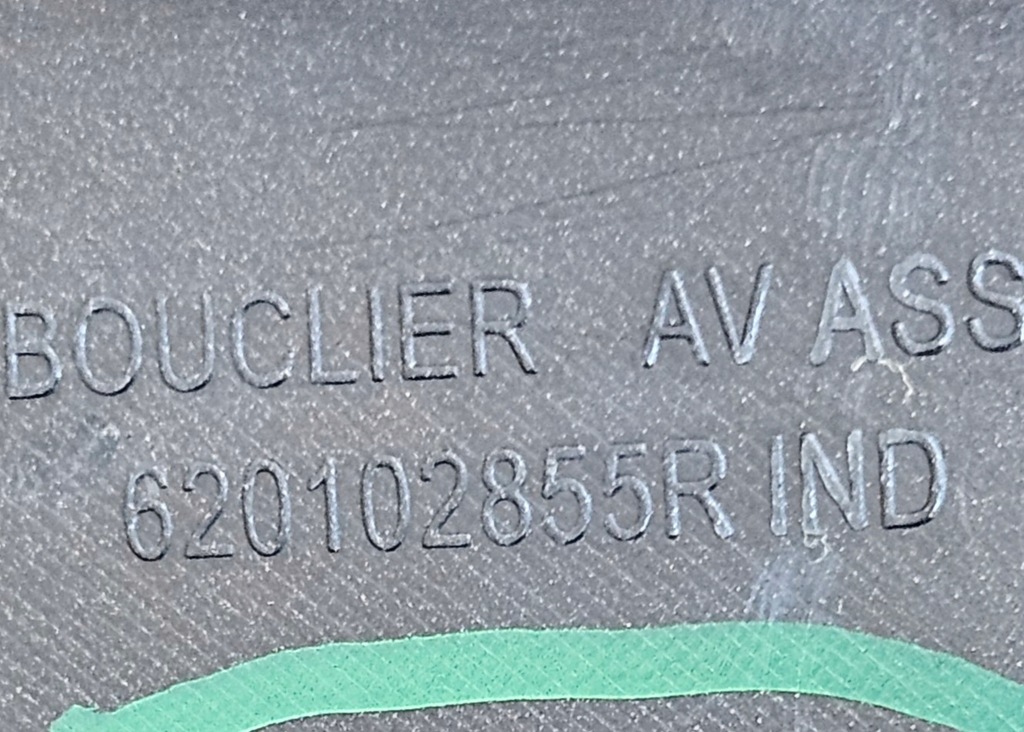 BOUCLIER AV ASS
620102855R IND